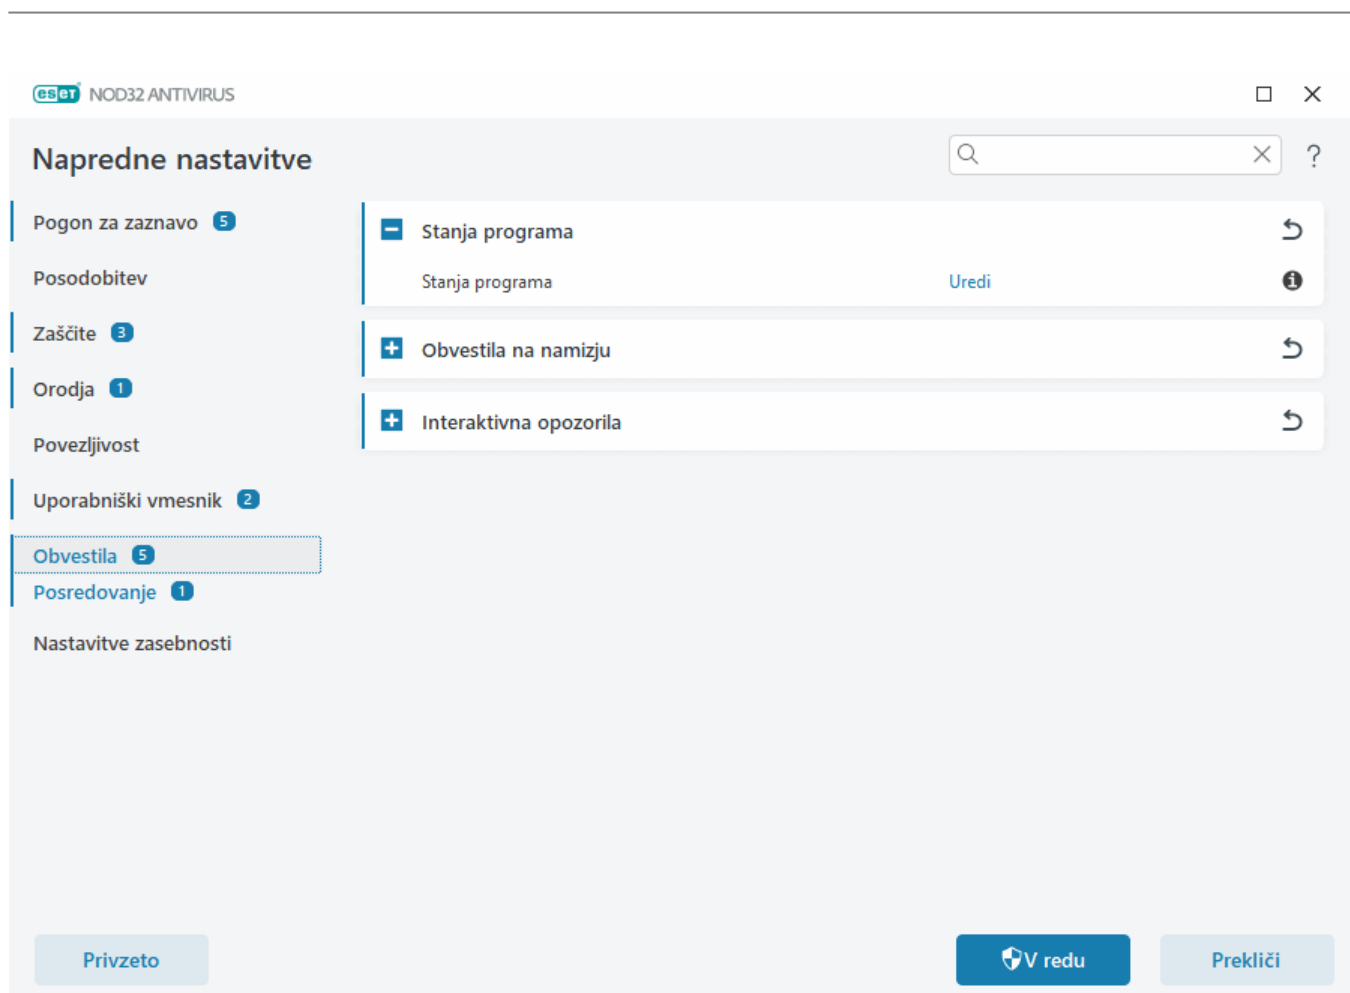 eset NOD32 ANTIVIRUS
Napredne nastavitve
?
Pogon za zaznavo 5
Posodobitev
Zaščite 3
Orodja 1
Povezljivost
Uporabniški vmesnik 2
Obvestila 5
Posredovanje 1
Nastavitve zasebnosti
Stanja programa
Stanja programa Uredi
Obvestila na namizju
Interaktivna opozorila
Privzeto
V redu
Prekliči